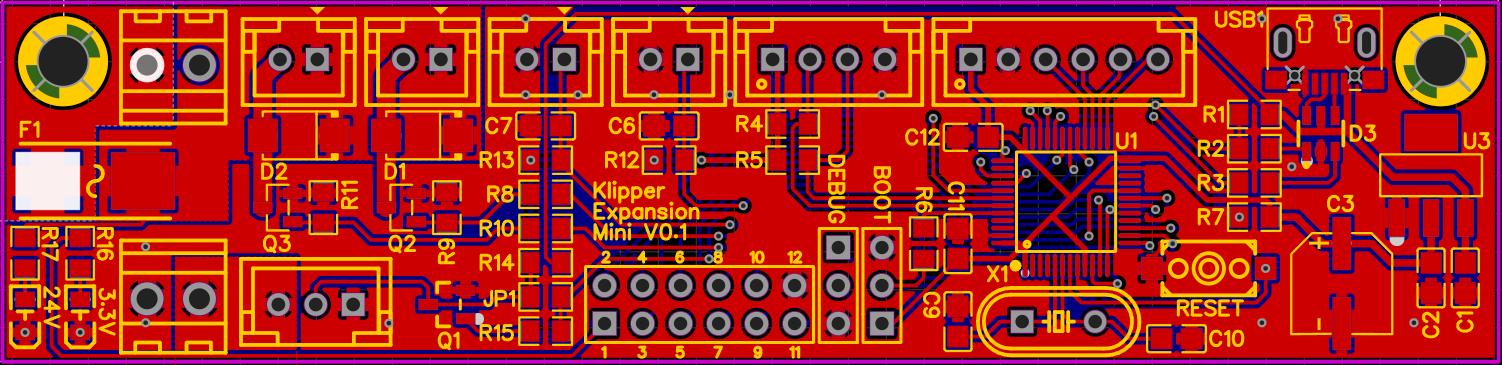 USB
F1
C7
C6
R4
C12
U1
R1
D3
U3
D2
D1
R13
R12
R5
DEBUG
BOOT
R2
R11
R8
Klipper
Expansion
Mini V0.1
R6
C11
R3
R17
R16
Q3
Q2
R9
R10
R7
C3
+
R14
2 4 6 8 10 12
X1
24V
3.3V
JP1
C9
RESET
-
C2
C1
Q1
R15
1 3 5 7 9 11
C10